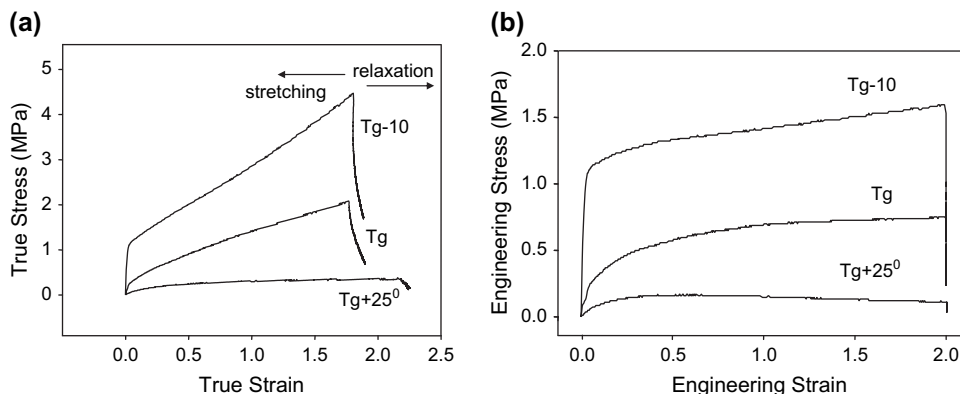 (a)
True Stress (MPa)
5
4
3
2
1
0
relaxation
stretching
Tg-10
Tg
Tg+25⁰
0.0 0.5 1.0 1.5 2.0 2.5
True Strain
(b)
Engineering Stress (MPa)
2.0
1.5
1.0
0.5
0.0
Tg-10
Tg
Tg+25⁰
0.0 0.5 1.0 1.5 2.0
Engineering Strain